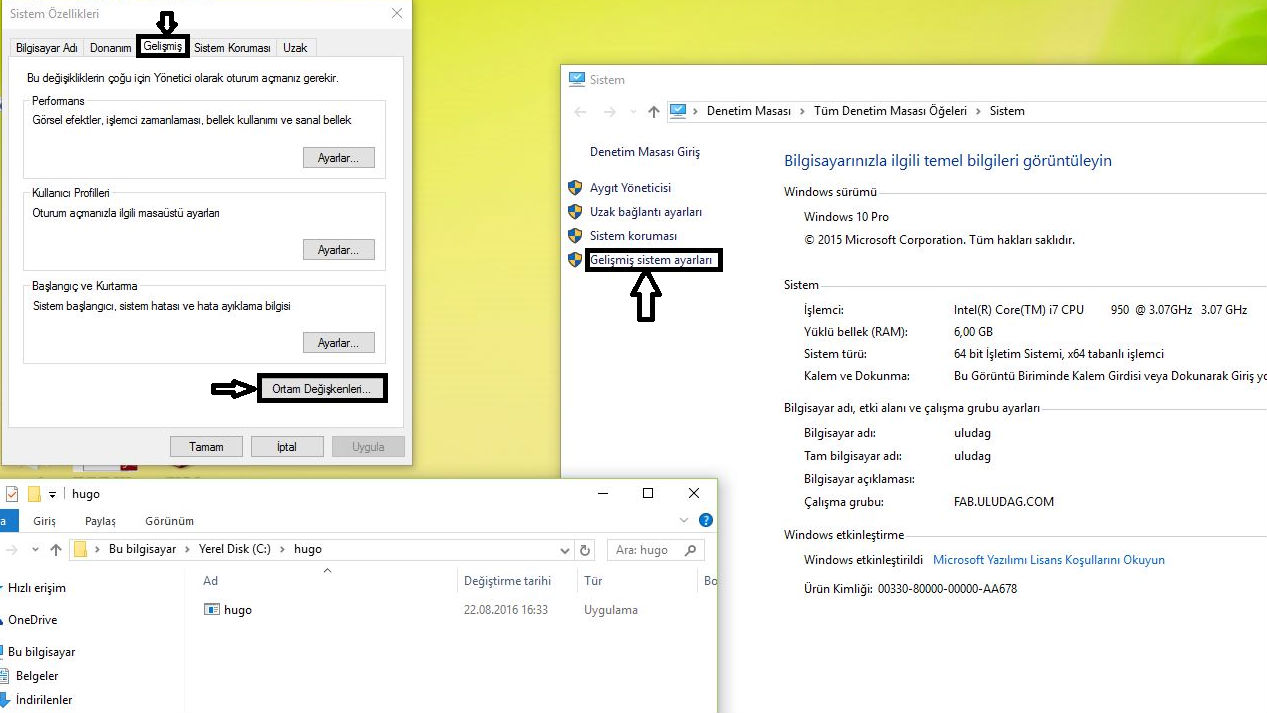 Sistem Özellikleri
Bilgisayar Adı Donanım Gelişmiş Sistem Koruması Uzak
Bu değişikliklerin çoğu için Yönetici olarak oturum açmanız gerekir.
Performans
Görsel efektler, işlemci zamanlaması, bellek kullanımı ve sanal bellek
Ayarlar...
Kullanıcı Profilleri
Oturum açmanızla ilgili masaüstü ayarları
Ayarlar...
Başlangıç ve Kurtarma
Sistem başlangıcı, sistem hatası ve hata ayıklama bilgisi
Ayarlar...
Ortam Değişkenleri...
Tamam İptal Uygula
Sistem
Denetim Masası Tüm Denetim Masası Öğeleri Sistem
Denetim Masası Giriş
Aygıt Yöneticisi
Uzak bağlantı ayarları
Sistem koruması
Gelişmiş sistem ayarları
Bilgisayarınızla ilgili temel bilgileri görüntüleyin
Windows sürümü
Windows 10 Pro
© 2015 Microsoft Corporation. Tüm hakları saklıdır.
Sistem
İşlemci: Intel(R) Core(TM) i7 CPU 950 @ 3.07GHz 3.07 GHz
Yüklü bellek (RAM): 6,00 GB
Sistem türü: 64 bit İşletim Sistemi, x64 tabanlı işlemci
Kalem ve Dokunma: Bu Görüntü Biriminde Kalem Girdisi veya Dokunarak Giriş yo
Bilgisayar adı, etki alanı ve çalışma grubu ayarları
Bilgisayar adı: uludag
Tam bilgisayar adı: uludag
Bilgisayar açıklaması:
Çalışma grubu: FAB.ULUDAG.COM
Windows etkinleştirme
Windows etkinleştirildi Microsoft Yazılımı Lisans Koşullarını Okuyun
Ürün Kimliği: 00330-80000-00000-AA678
hugo
a Giriş Paylaş Görünüm
Bu bilgisayar Yerel Disk (C:) hugo
Ara: hugo
Ad Değiştirme tarihi Tür Bo
hugo 22.08.2016 16:33 Uygulama
Hızlı erişim
OneDrive
Bu bilgisayar
Belgeler
İndirilenler